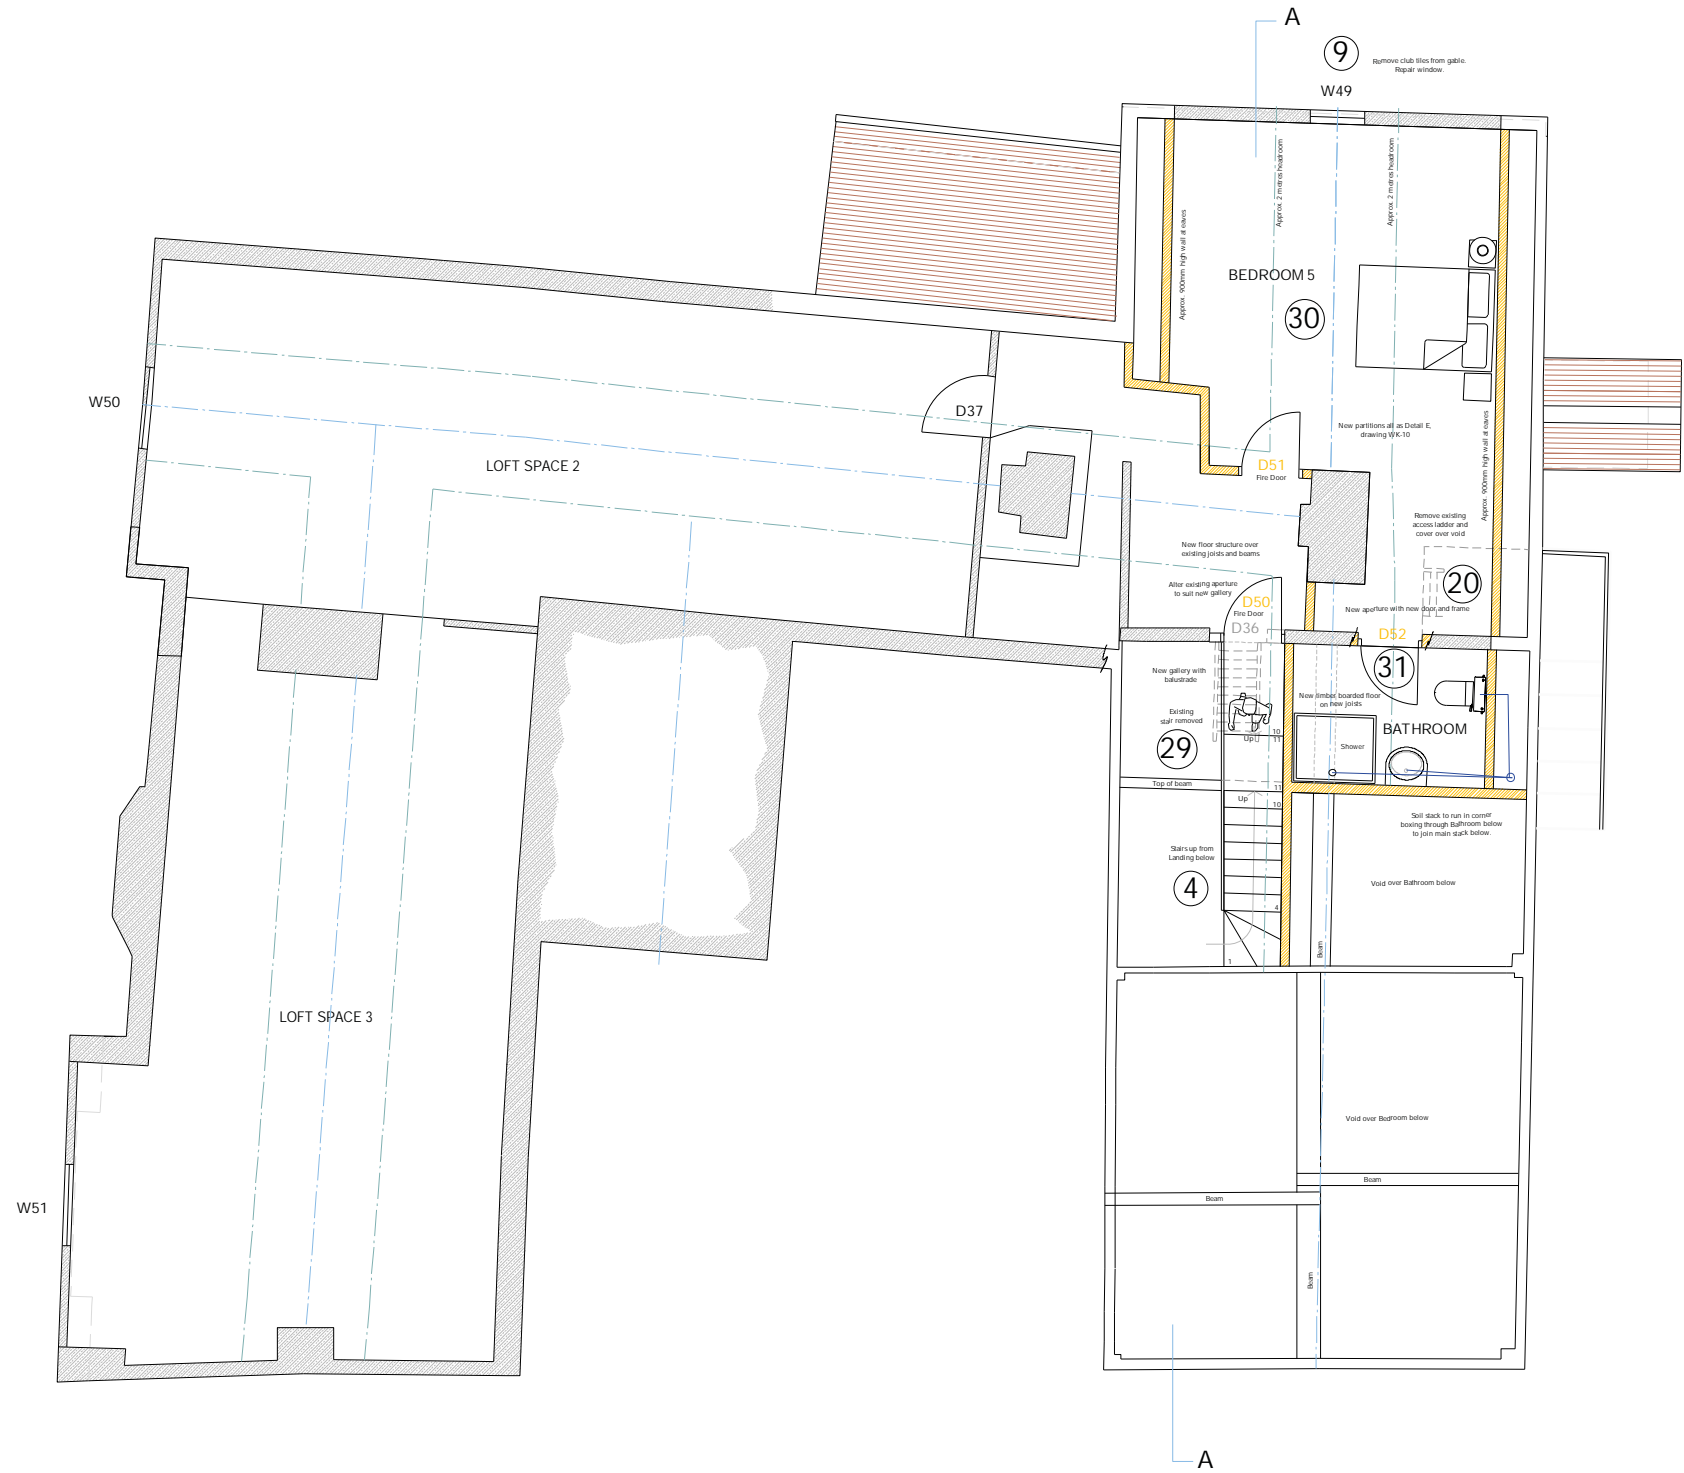 A
9
Remove club tiles from gable.
Repair window.
W49
Approx. 2 metres headroom
Approx. 2 metres headroom
Approx. 900mm high wall at eaves
BEDROOM 5
30
W50
D37
LOFT SPACE 2
New partitions all as Detail E,
drawing WK-10
D51
Fire Door
Approx. 900mm high wall at eaves
Remove existing
access ladder and
cover over void
New floor structure over
existing joists and beams
Alter existing aperture
to suit new gallery
20
D50
Fire Door
D36
New aperture with new door and frame
D52
31
New gallery with
balustrade
New timber boarded floor
on new joists
Existing
stair removed
29
BATHROOM
Shower
10
Up
11
Top of beam
11
Up
10
Soil stack to run in corner
boxing through Bathroom below
to join main stack below.
Stairs up from
Landing below
4
Void over Bathroom below
4
Beam
1
LOFT SPACE 3
Void over Bedroom below
Beam
Beam
W51
Beam
A